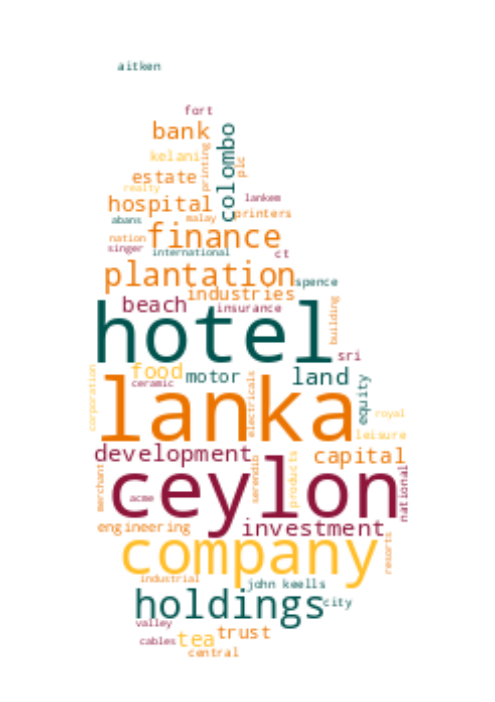 aitken
fort
bank
colombo
kelani
printing
plc
estate
realty
hospital
lankem
abans
malay
printers
nation
finance
singer
international
ct
plantation
spence
industries
beach
insurance
building
hotel
sri
food
motor
land
ceramic
corporation
electricals
equity
lanka
royal
leisure
development
capital
merchant
serendib
products
national
acme
ceylon
engineering
investment
resorts
company
industrial
john keells
holdings
city
valley
trust
cables
tea
central